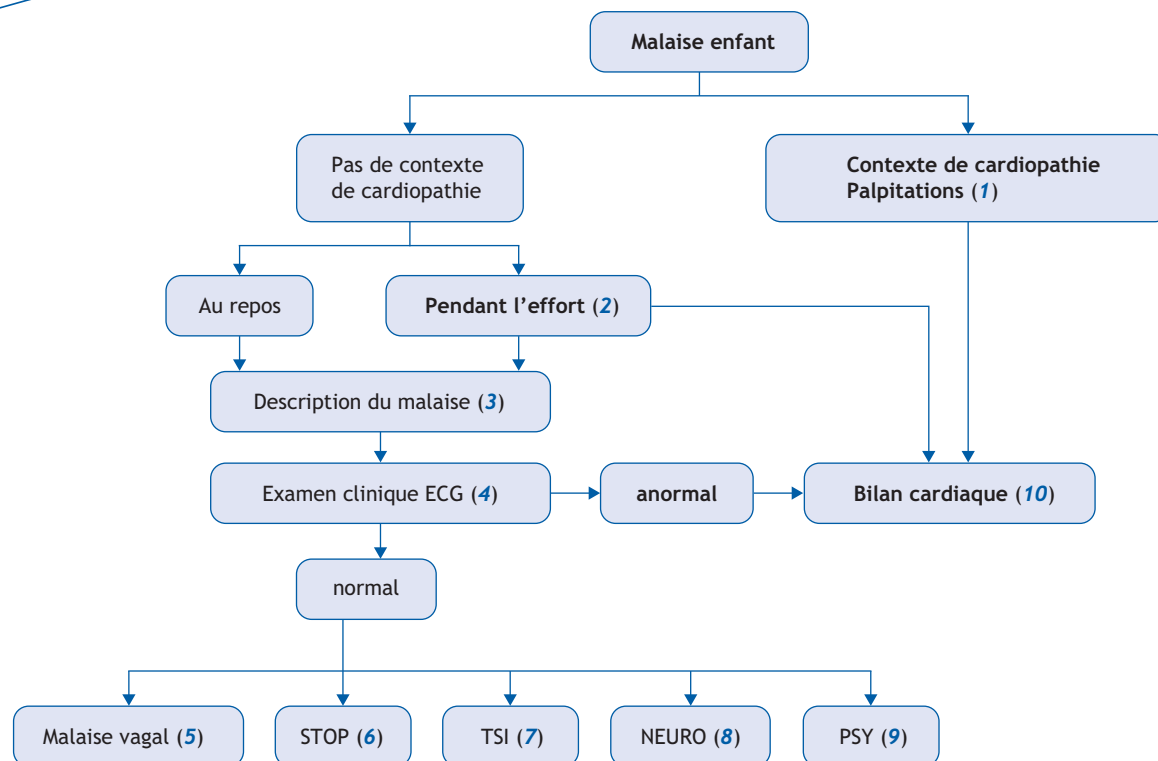 Malaise enfant
Pas de contexte
de cardiopathie
Contexte de cardiopathie
Palpitations (1)
Au repos
Pendant l'effort (2)
Description du malaise (3)
Examen clinique ECG (4)
anormal
Bilan cardiaque (10)
normal
Malaise vagal (5)
STOP (6)
TSI (7)
NEURO (8)
PSY (9)